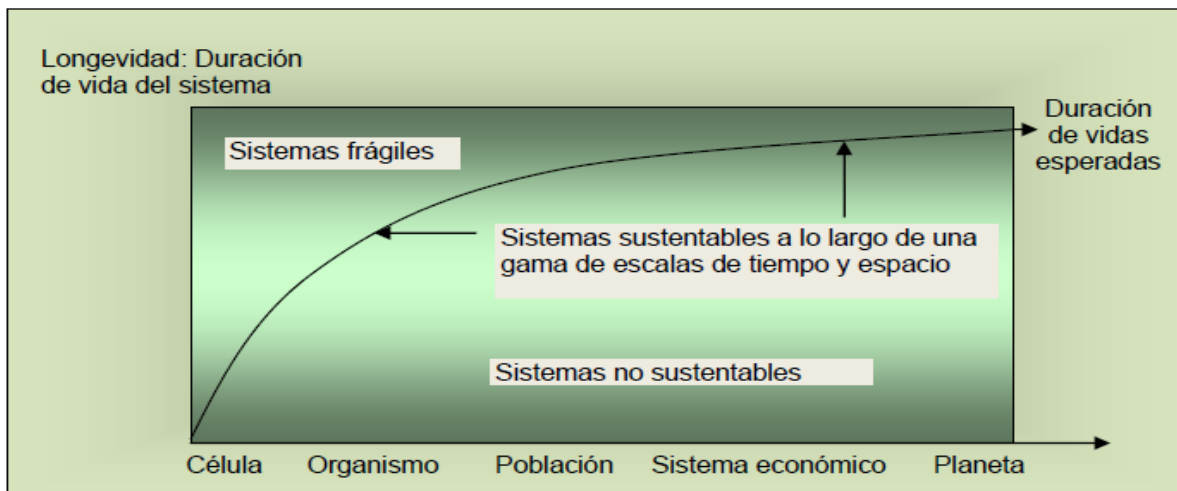 Longevidad: Duración
de vida del sistema
Duración
de vidas
esperadas
Sistemas frágiles
Sistemas sustentables a lo largo de una
gama de escalas de tiempo y espacio
Sistemas no sustentables
Célula Organismo Población Sistema económico Planeta